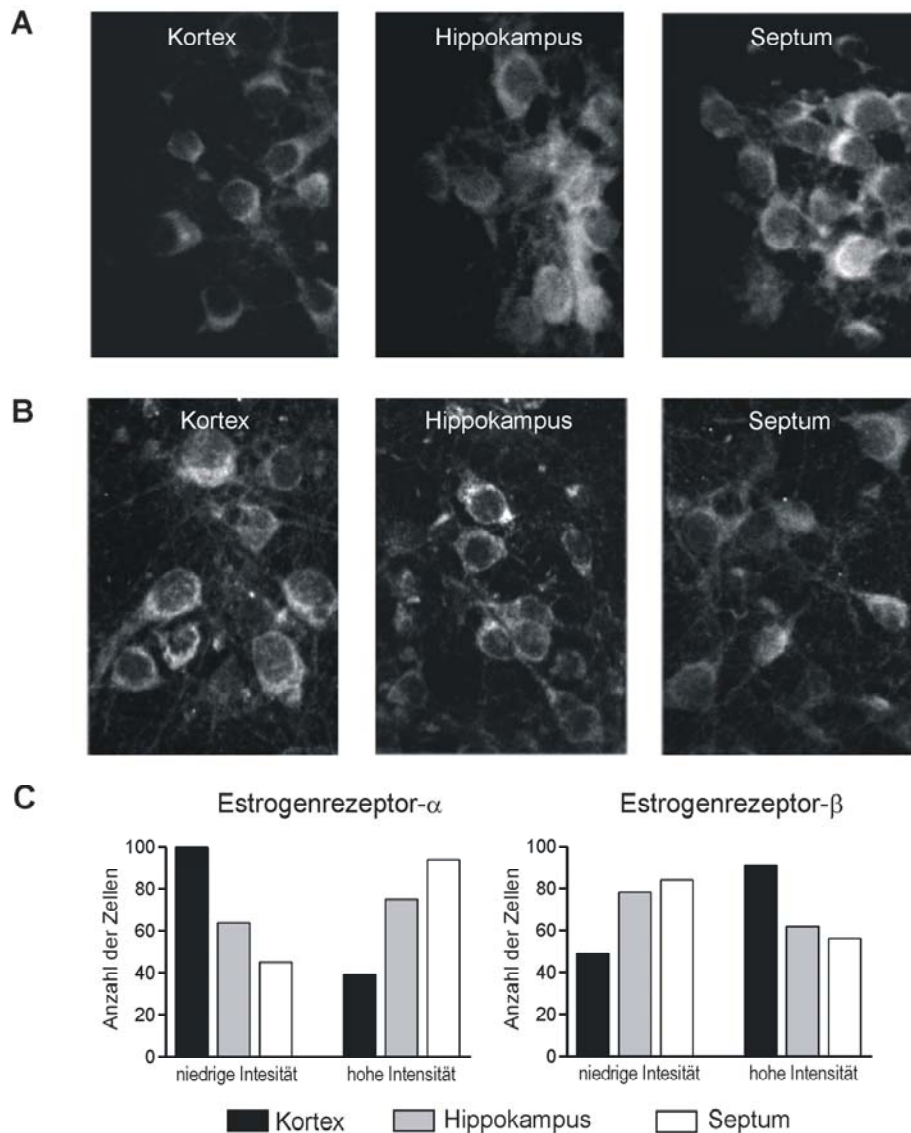 A
Kortex
Hippokampus
Septum
B
Kortex
Hippokampus
Septum
C
Estrogenrezeptor-α
Estrogenrezeptor-β
Anzahl der Zellen
100
80
60
40
20
0
niedrige Intesität
hohe Intensität
Anzahl der Zellen
100
80
60
40
20
0
niedrige Intesität
hohe Intensität
Kortex
Hippokampus
Septum